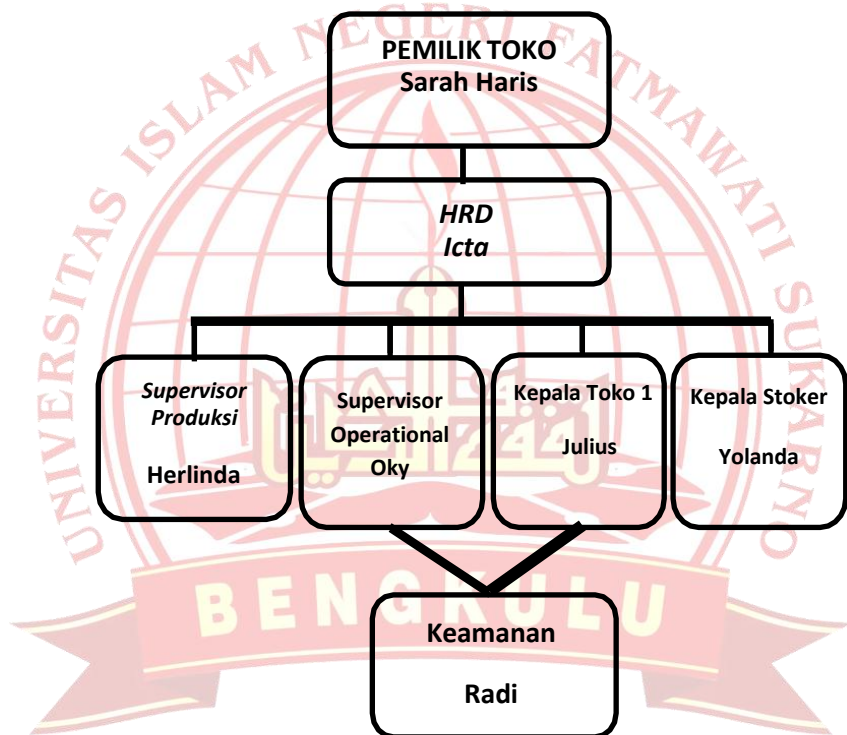 UNIVERSITAS ISLAM NEGERI FATMAWATI SUKARNO
PEMILIK TOKO
Sarah Haris
HRD
Icta
Supervisor
Produksi
Herlinda
Supervisor
Operational
Oky
Kepala Toko 1
Julius
Kepala Stoker
Yolanda
BENGKULU
Keamanan
Radi